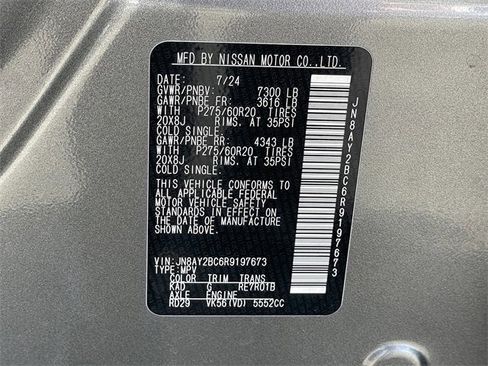 MFD BY NISSAN MOTOR CO.,LTD.
DATE: 7/24
GVWR/PNBV: 7300 LB
GAWR/PNBE FR: 3616 LB
WITH P275/60R20 TIRES
20X8J RIMS. AT 35PSI
COLD SINGLE.
GAWR/PNBE RR: 4343 LB
WITH P275/60R20 TIRES
20X8J RIMS. AT 35PSI
COLD SINGLE.
THIS VEHICLE CONFORMS TO
ALL APPLICABLE FEDERAL
MOTOR VEHICLE SAFETY
STANDARDS IN EFFECT ON
THE DATE OF MANUFACTURE
SHOWN ABOVE.
VIN: JN8AY2BC6R9197673
TYPE: MPV
COLOR TRIM TRANS
KAD G RE7R01B
AXLE ENGINE
RD29 VK56(VD) 5552CC
JN8AY2BC6R9197673